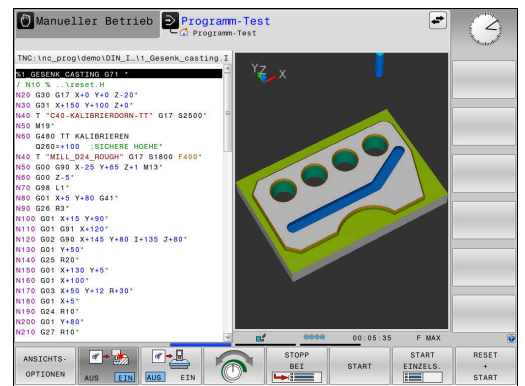 Manueller Betrieb
Programm-Test
Programm-Test
TNC:\nc_prog\demo\DIN_I…\1_Gesenk_casting.I
%1_GESENK_CASTING G71 *
/ N10 % ..\reset.H
N20 G30 G17 X+0 Y+0 Z-20*
N30 G31 X+150 Y+100 Z+0*
N40 T "C40-KALIBRIERDORN-TT" G17 S2500*
N50 M19*
N60 G480 TT KALIBRIEREN
Q260=+100 ;SICHERE HOEHE*
N40 T "MILL_D24_ROUGH" G17 S1800 F400*
N50 G00 G90 X-25 Y+65 Z+1 M13*
N60 G00 Z-5*
N70 G98 L1*
N80 G01 X+5 Y+80 G41*
N90 G26 R3*
N100 G01 X+15 Y+90*
N110 G01 G91 X+120*
N120 G02 G90 X+145 Y+80 I+135 J+80*
N130 G01 Y+50*
N140 G25 R20*
N150 G01 X+130 Y+5*
N160 G01 X+100*
N170 G03 X+50 Y+12 R+30*
N180 G01 X+5*
N190 G24 R10*
N200 G01 Y+80*
N210 G27 R10*
Y Z X
00:05:35 F MAX
ANSICHTS-
OPTIONEN
AUS EIN
AUS EIN
STOPP
BEI
START
START
EINZELS.
RESET
+
START